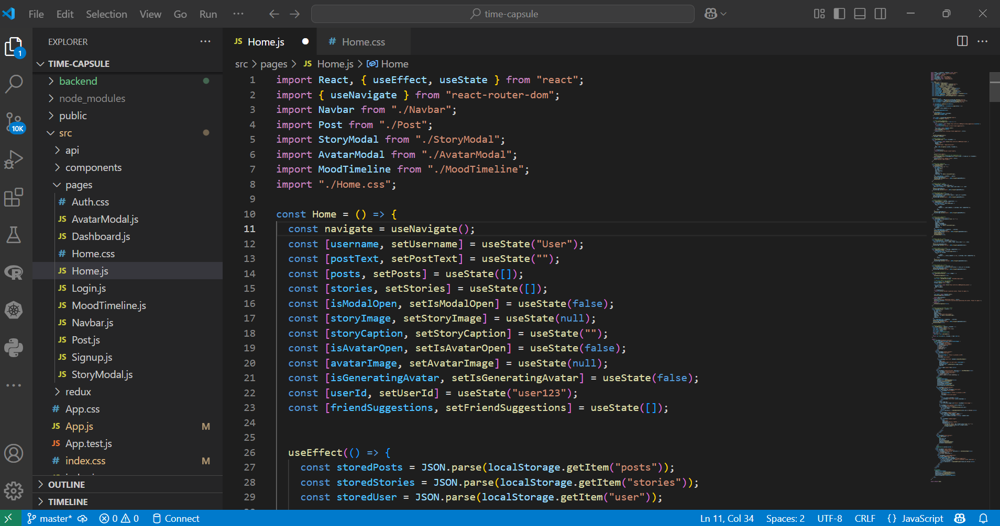 File Edit Selection View Go Run ···
time-capsule
EXPLORER ···
1
TIME-CAPSULE
backend
node_modules
public
src
api
components
pages
# Auth.css
JS AvatarModal.js
JS Dashboard.js
# Home.css
JS Home.js
JS Login.js
JS MoodTimeline.js
JS Navbar.js
JS Post.js
JS Signup.js
JS StoryModal.js
redux
# App.css
JS App.js M
JS App.test.js
# index.css M
OUTLINE
TIMELINE
10K
JS Home.js
# Home.css
src > pages > JS Home.js > Home
1 import React, { useEffect, useState } from "react";
2 import { useNavigate } from "react-router-dom";
3 import Navbar from "./Navbar";
4 import Post from "./Post";
5 import StoryModal from "./StoryModal";
6 import AvatarModal from "./AvatarModal";
7 import MoodTimeline from "./MoodTimeline";
8 import "./Home.css";
9
10 const Home = () => {
11 const navigate = useNavigate();
12 const [username, setUsername] = useState("User");
13 const [postText, setPostText] = useState("");
14 const [posts, setPosts] = useState([]);
15 const [stories, setStories] = useState([]);
16 const [isModalOpen, setIsModalOpen] = useState(false);
17 const [storyImage, setStoryImage] = useState(null);
18 const [storyCaption, setStoryCaption] = useState("");
19 const [isAvatarOpen, setIsAvatarOpen] = useState(false);
20 const [avatarImage, setAvatarImage] = useState(null);
21 const [isGeneratingAvatar, setIsGeneratingAvatar] = useState(false);
22 const [userId, setUserId] = useState("user123");
23 const [friendSuggestions, setFriendSuggestions] = useState([]);
24
25
26 useEffect(() => {
27 const storedPosts = JSON.parse(localStorage.getItem("posts"));
28 const storedStories = JSON.parse(localStorage.getItem("stories"));
29 const storedUser = JSON.parse(localStorage.getItem("user"));
master* 0 0 Connect
Ln 11, Col 34 Spaces: 2 UTF-8 CRLF {} JavaScript